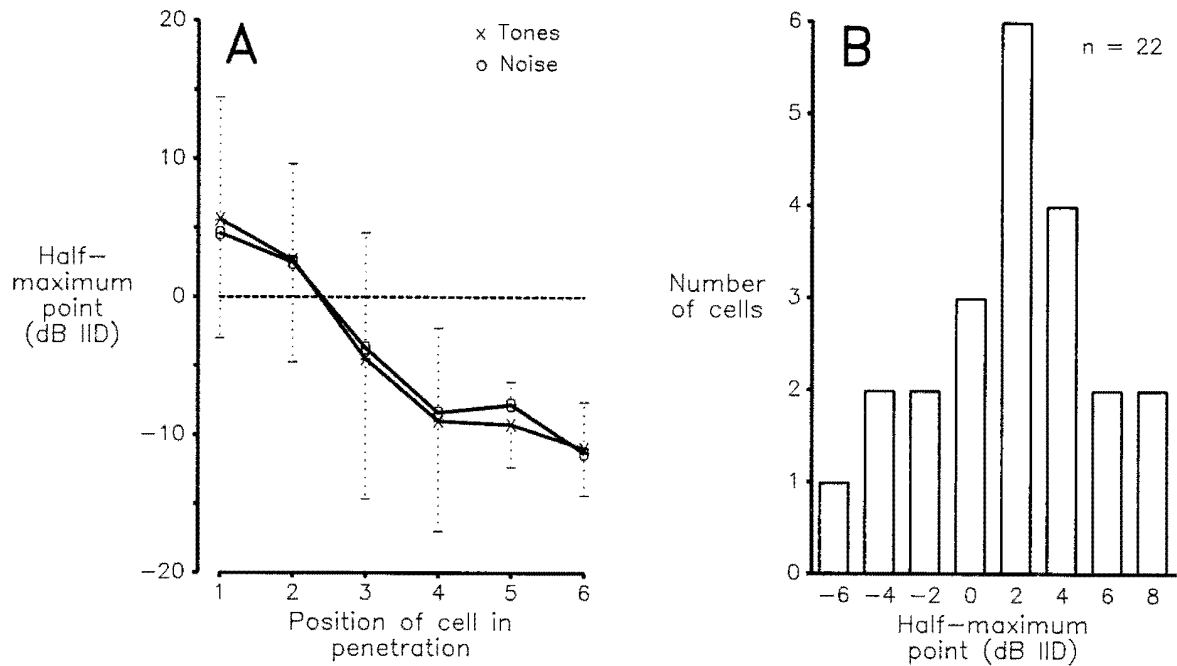 A
x Tones
o Noise
20
10
0
−10
−20
Half−
maximum
point
(dB IID)
1 2 3 4 5 6
Position of cell in
penetration
B
n = 22
6
5
4
3
2
1
0
Number
of cells
−6 −4 −2 0 2 4 6 8
Half−maximum
point (dB IID)